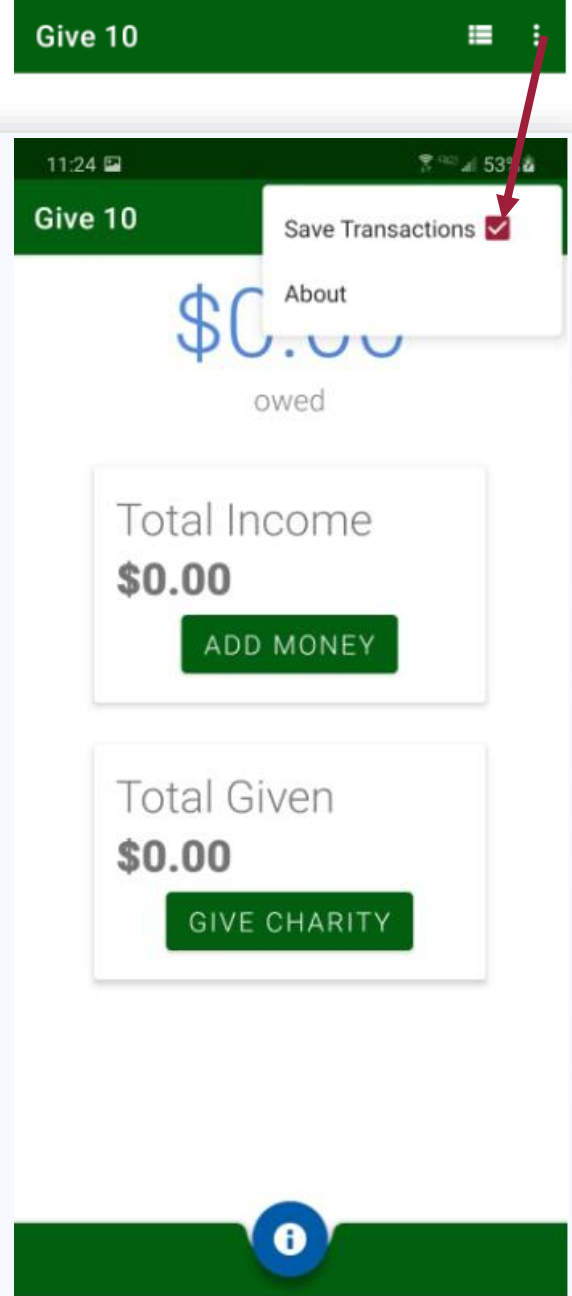 Give 10
11:24 53%
Give 10
Save Transactions
About
$0.00
owed
Total Income
$0.00
ADD MONEY
Total Given
$0.00
GIVE CHARITY